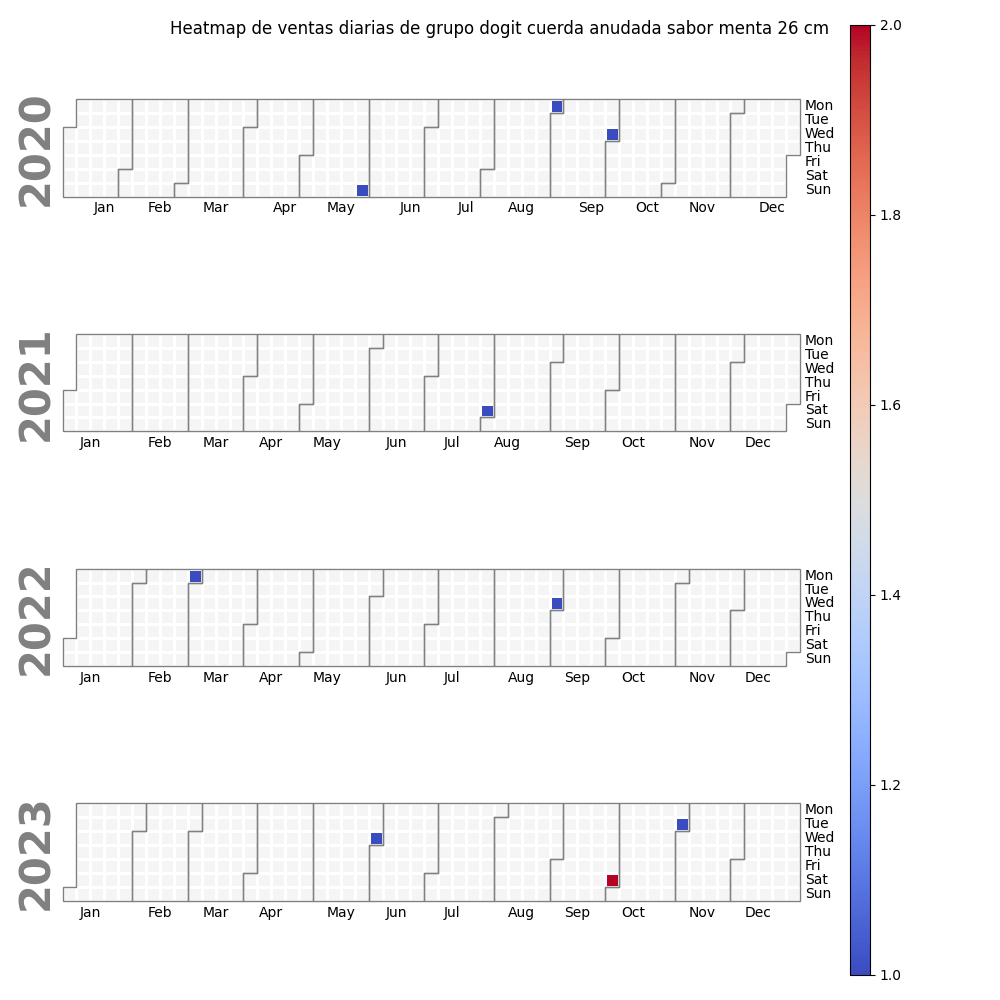 Heatmap de ventas diarias de grupo dogit cuerda anudada sabor menta 26 cm
2020
Mon
Tue
Wed
Thu
Fri
Sat
Sun
Jan Feb Mar Apr May Jun Jul Aug Sep Oct Nov Dec
2021
Mon
Tue
Wed
Thu
Fri
Sat
Sun
Jan Feb Mar Apr May Jun Jul Aug Sep Oct Nov Dec
2022
Mon
Tue
Wed
Thu
Fri
Sat
Sun
Jan Feb Mar Apr May Jun Jul Aug Sep Oct Nov Dec
2023
Mon
Tue
Wed
Thu
Fri
Sat
Sun
Jan Feb Mar Apr May Jun Jul Aug Sep Oct Nov Dec
2.0
1.8
1.6
1.4
1.2
1.0